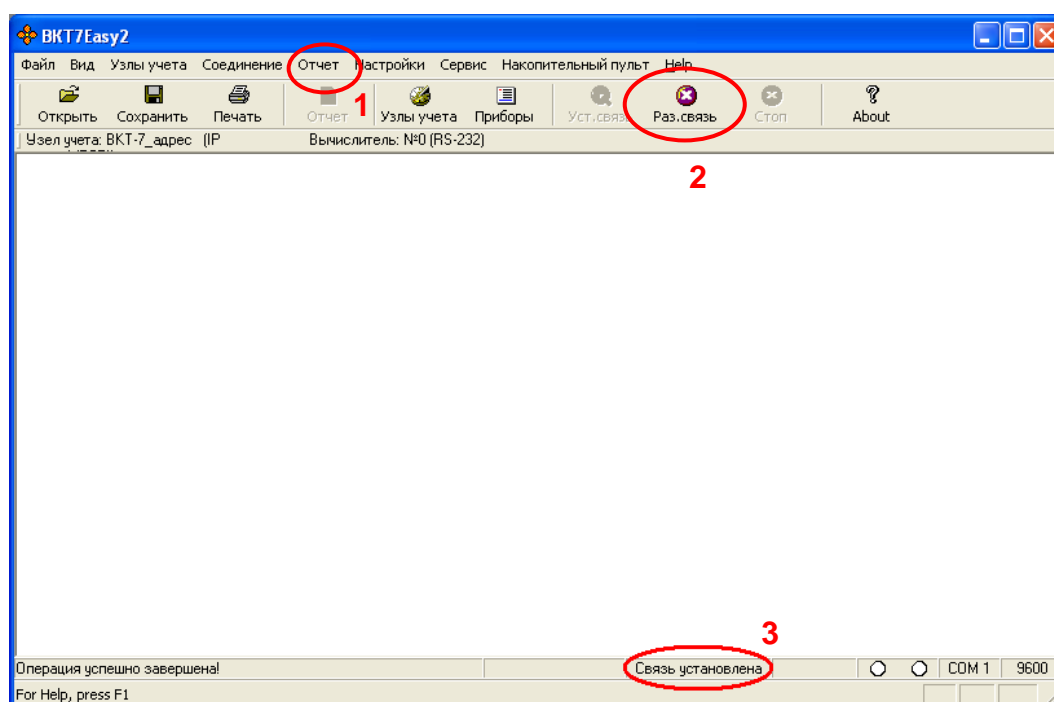 ВКТ7Easy2
Файл Вид Узлы учета Соединение Отчет Настройки Сервис Накопительный пульт Help
Открыть Сохранить Печать Отчет 1 Узлы учета Приборы Уст.связь Раз.связь Стоп About
Узел учета: ВКТ-7_адрес (IP Вычислитель: №0 (RS-232)
2
3
Операция успешно завершена! Связь установлена COM 1 9600
For Help, press F1